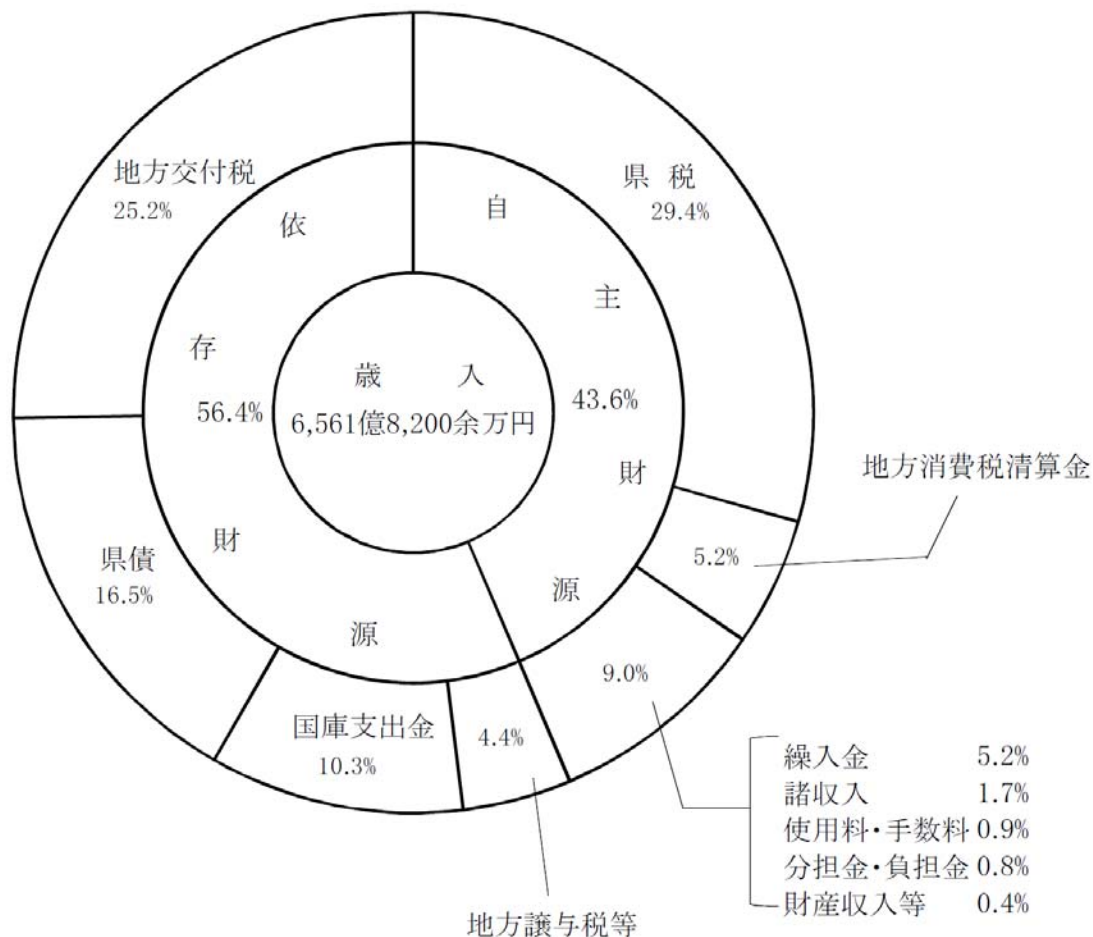 地方交付税
25.2%
県 税
29.4%
依
存
56.4%
財
源
自
主
43.6%
財
源
歳 入
6,561億8,200余万円
地方消費税清算金
5.2%
9.0%
県債
16.5%
国庫支出金
10.3%
4.4%
繰入金 5.2%
諸収入 1.7%
使用料・手数料 0.9%
分担金・負担金 0.8%
財産収入等 0.4%
地方譲与税等